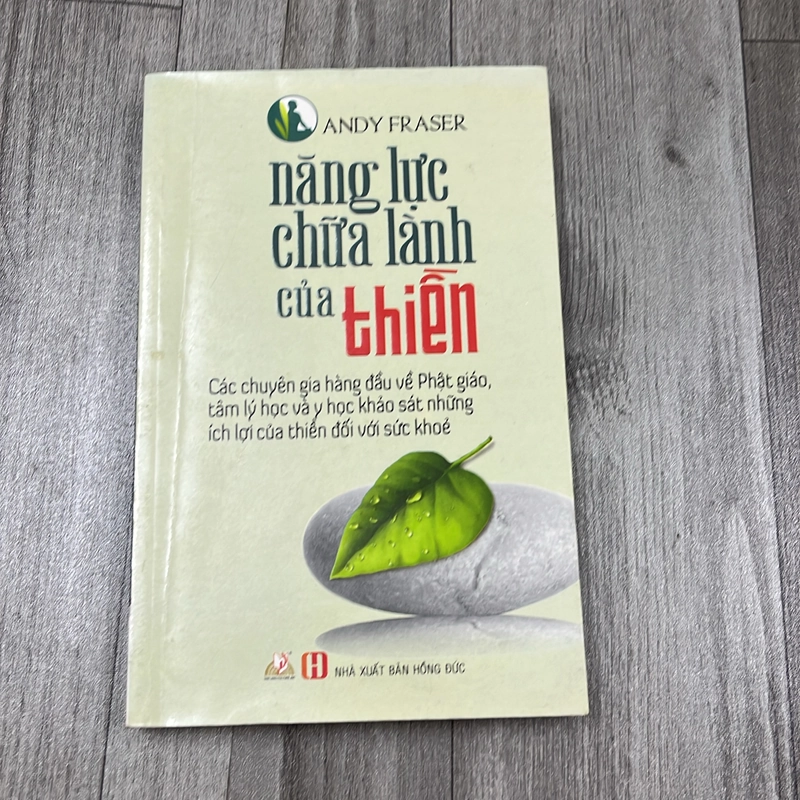 ANDY FRASER
năng lực
chữa lành
của thiền
Các chuyên gia hàng đầu về Phật giáo,
tâm lý học và y học khảo sát những
ích lợi của thiền đối với sức khoẻ
NHÀ XUẤT BẢN HỒNG ĐỨC